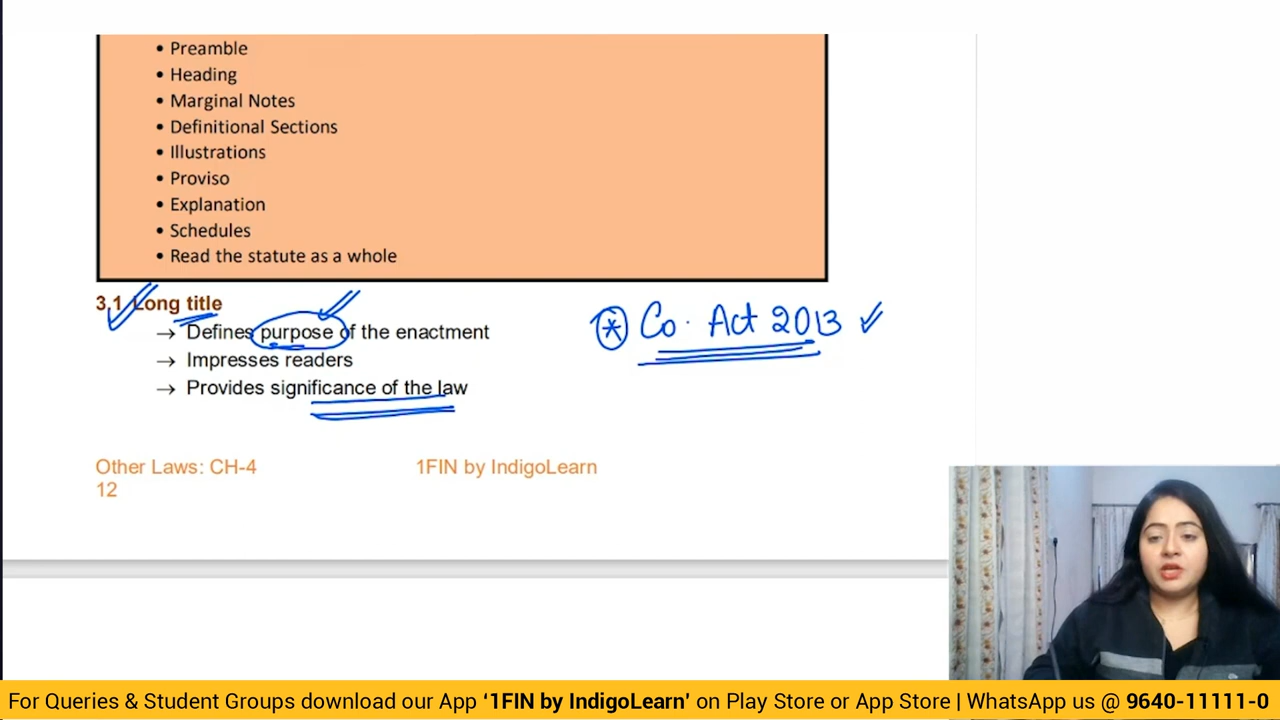 • Preamble
• Heading
• Marginal Notes
• Definitional Sections
• Illustrations
• Proviso
• Explanation
• Schedules
• Read the statute as a whole
3.1 Long title
→ Defines purpose of the enactment
→ Impresses readers
→ Provides significance of the law
* Co. Act 2013
Other Laws: CH-4
1FIN by IndigoLearn
12
For Queries & Student Groups download our App ‘1FIN by IndigoLearn’ on Play Store or App Store | WhatsApp us @ 9640-11111-0